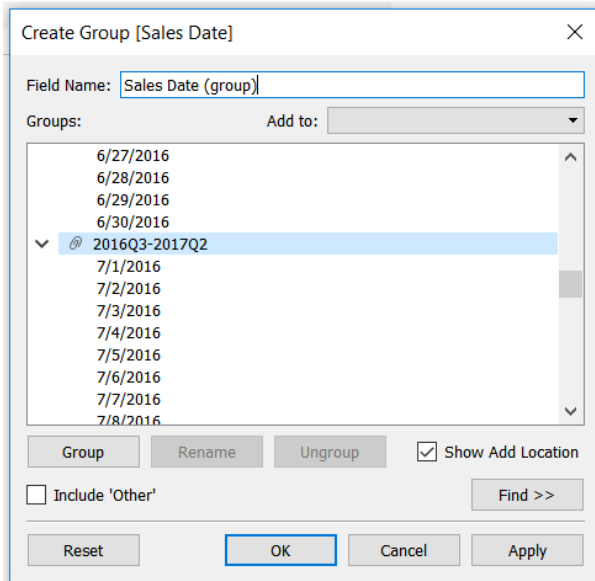 Create Group [Sales Date]
Field Name: Sales Date (group)
Groups: Add to:
6/27/2016
6/28/2016
6/29/2016
6/30/2016
2016Q3-2017Q2
7/1/2016
7/2/2016
7/3/2016
7/4/2016
7/5/2016
7/6/2016
7/7/2016
7/8/2016
Group Rename Ungroup Show Add Location
Include 'Other' Find >>
Reset OK Cancel Apply